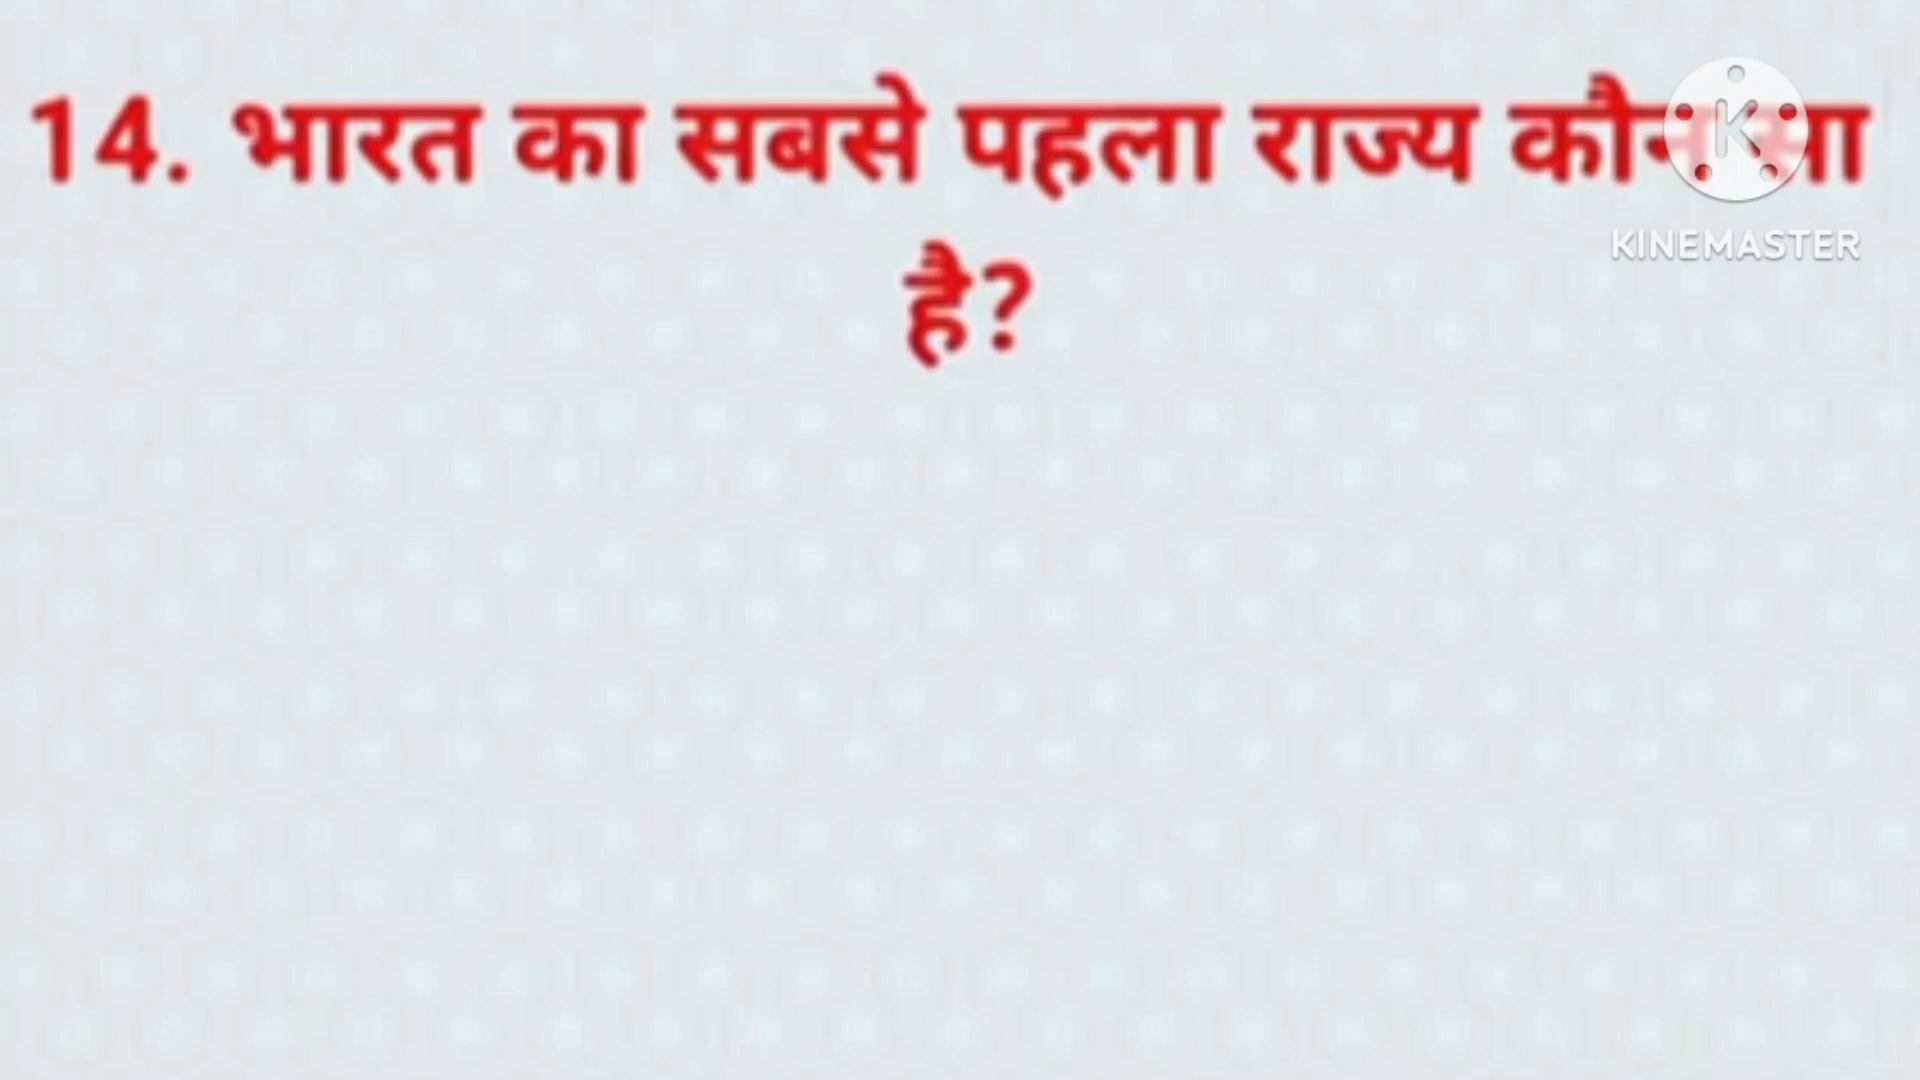 14. भारत का सबसे पहला राज्य कौन सा
है?
K
KINEMASTER